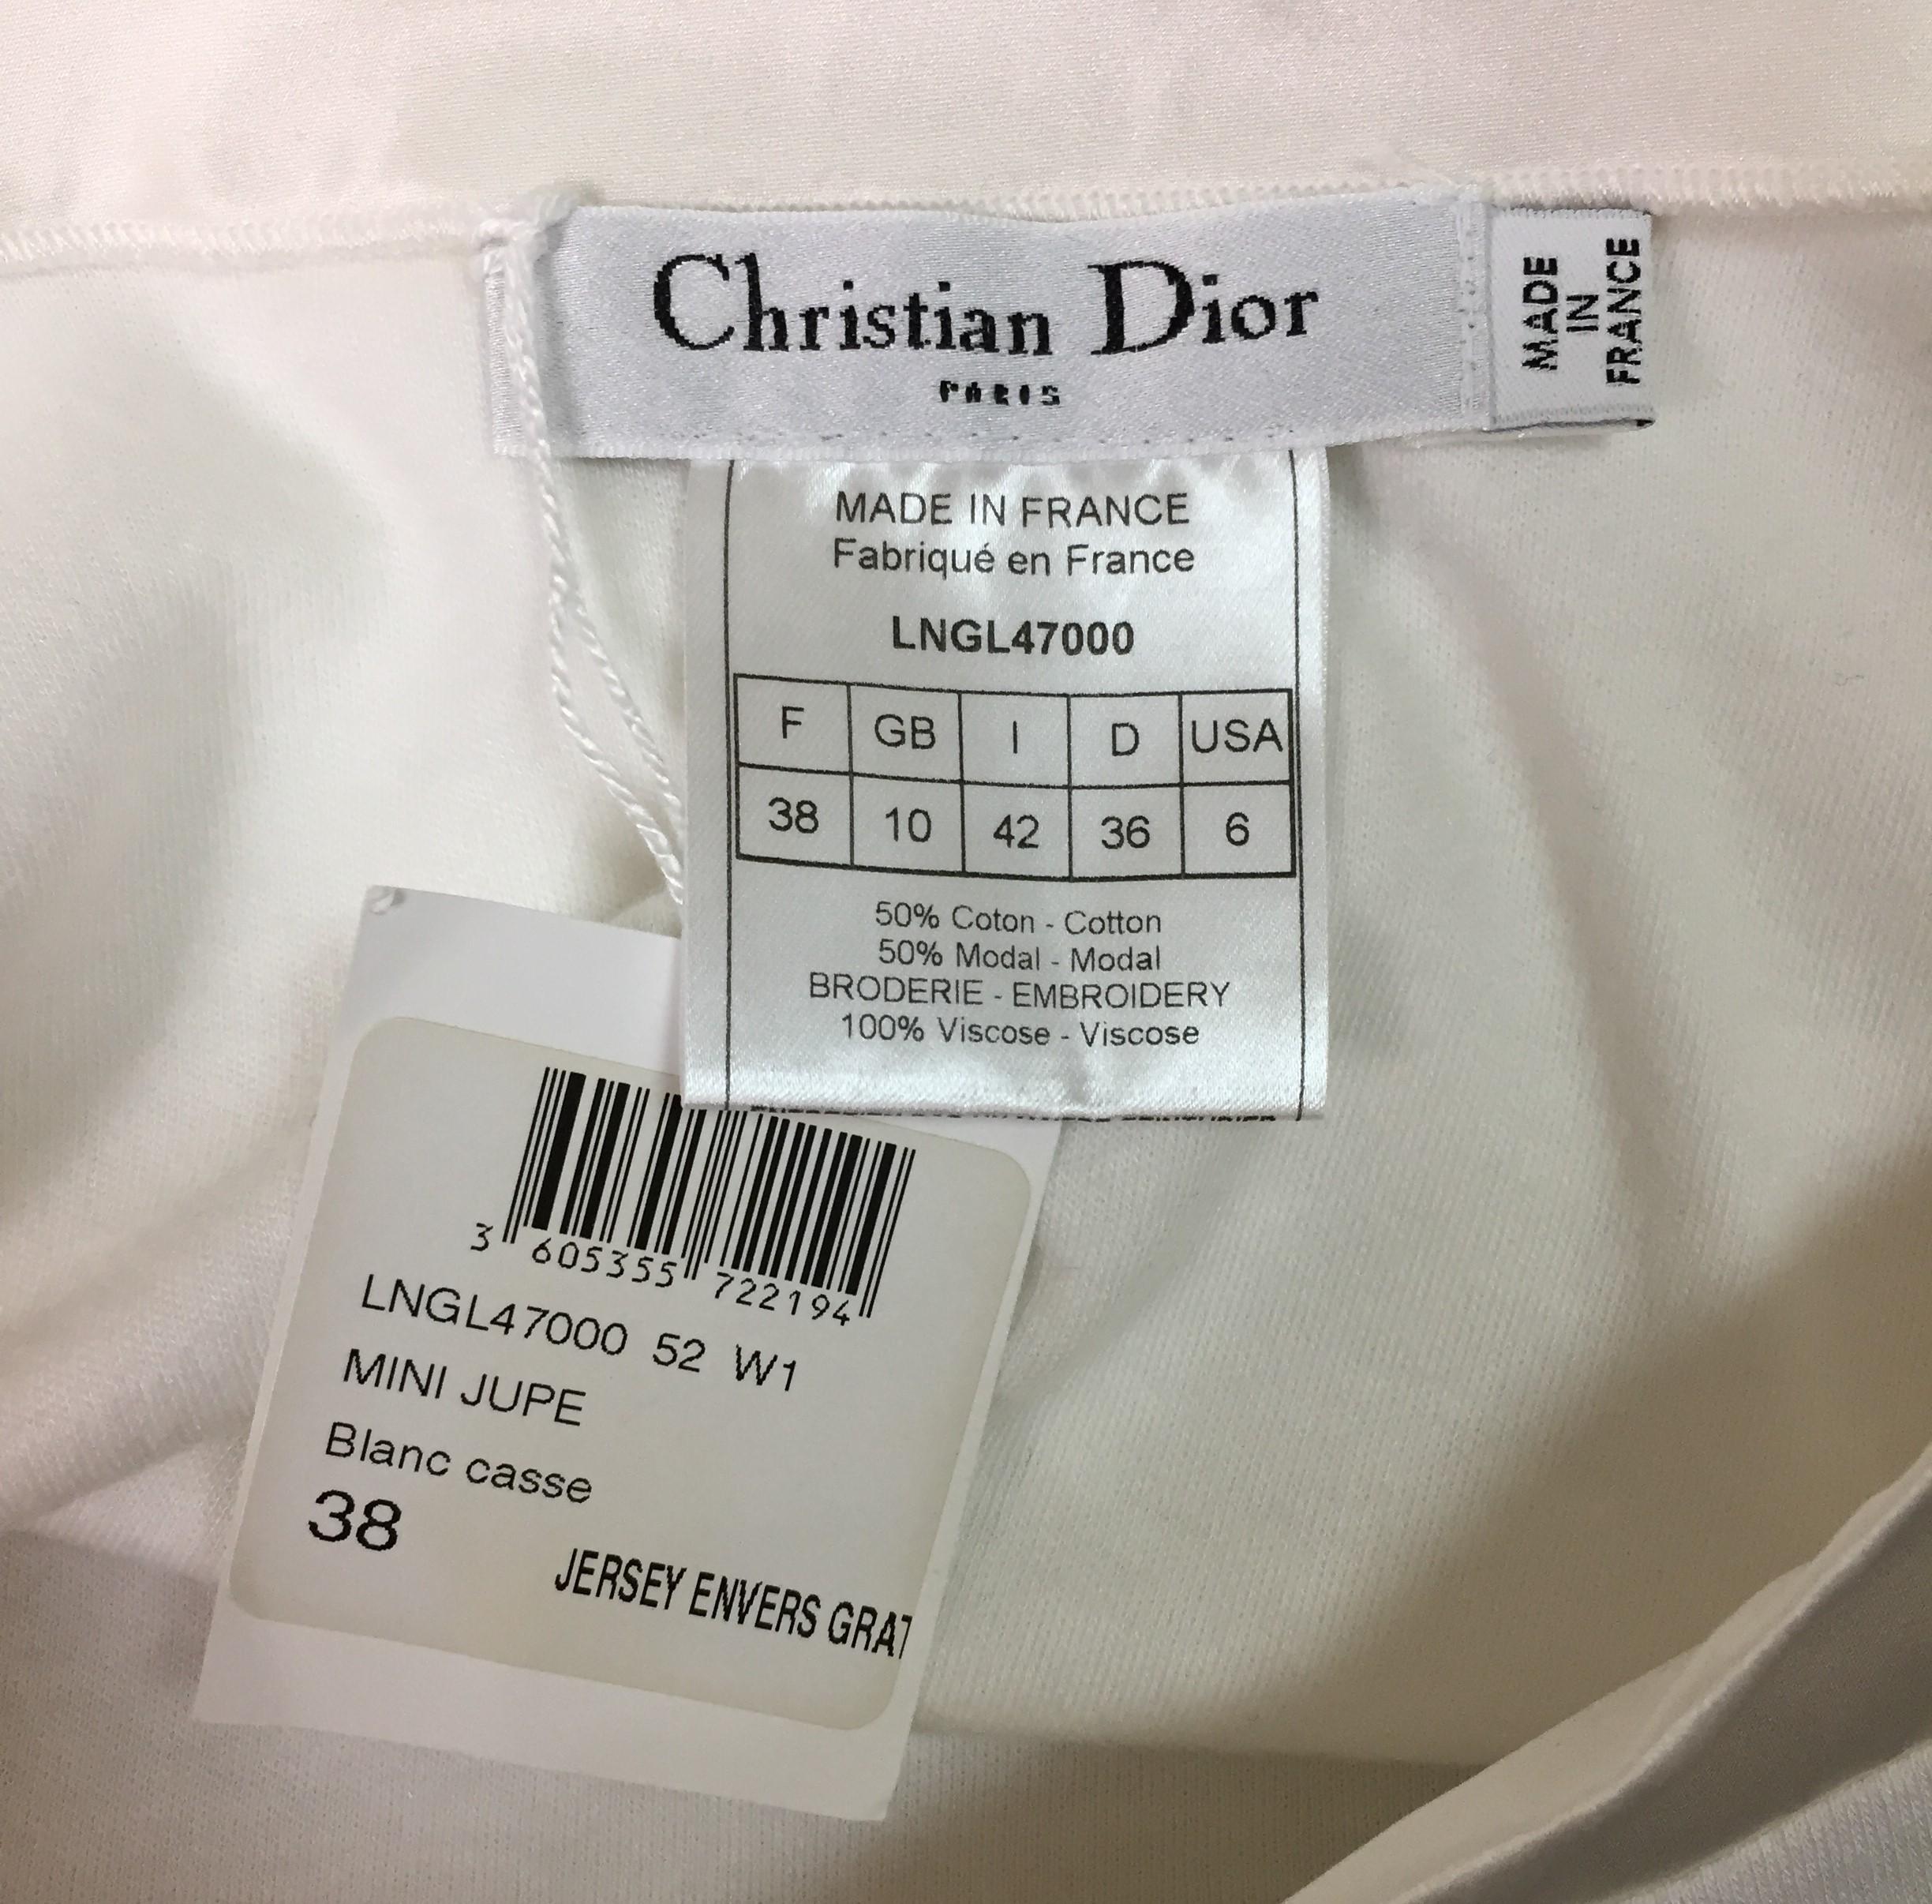 Christian Dior
PARIS
MADE
IN
FRANCE
MADE IN FRANCE
Fabriqué en France
LNGL47000
F GB I D USA
38 10 42 36 6
50% Coton - Cotton
50% Modal - Modal
BRODERIE - EMBROIDERY
100% Viscose - Viscose
3 605355 722194
LNGL47000 52 W1
MINI JUPE
Blanc casse
38
JERSEY ENVERS GRAT